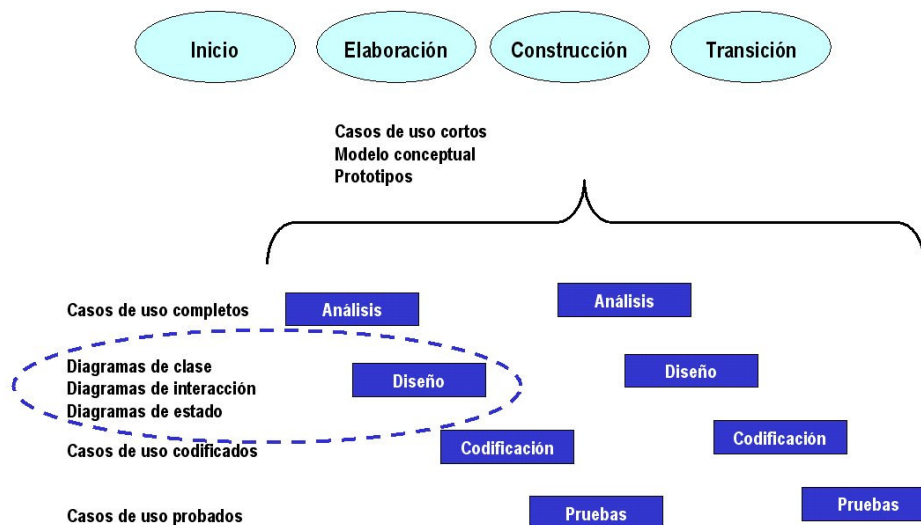 Inicio
Elaboración
Construcción
Transición
Casos de uso cortos
Modelo conceptual
Prototipos
Casos de uso completos
Análisis
Análisis
Diagramas de clase
Diagramas de interacción
Diagramas de estado
Diseño
Diseño
Casos de uso codificados
Codificación
Codificación
Casos de uso probados
Pruebas
Pruebas